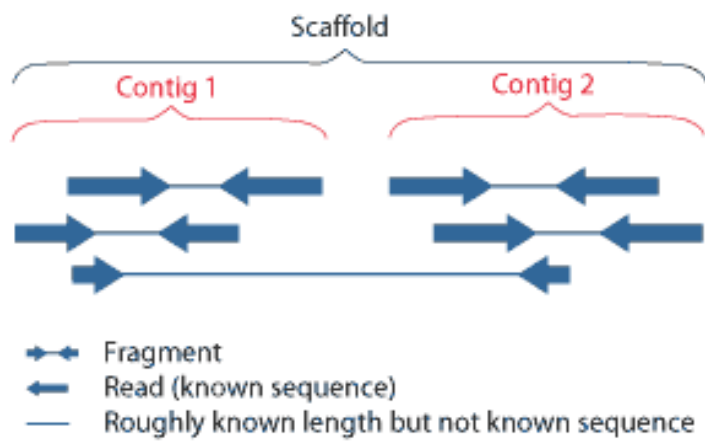 Scaffold
Contig 1
Contig 2
Fragment
Read (known sequence)
Roughly known length but not known sequence